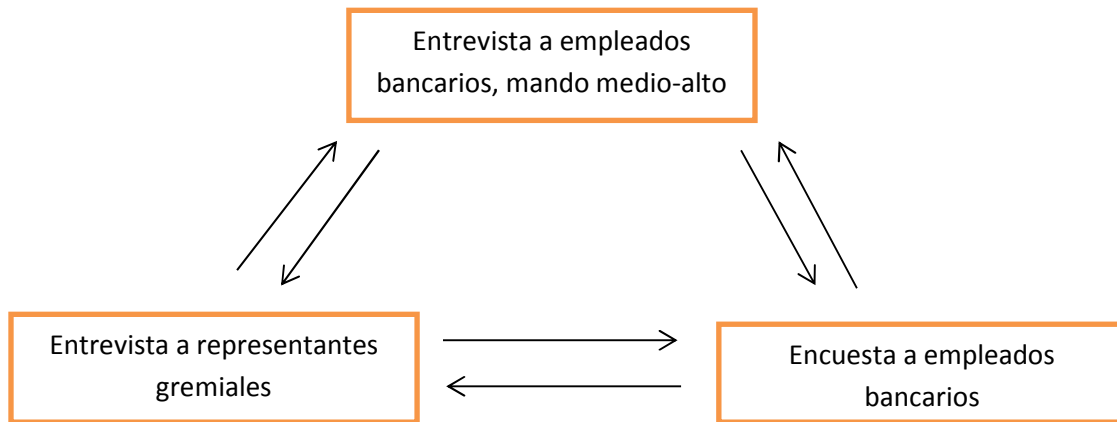 Entrevista a empleados
bancarios, mando medio-alto
Entrevista a representantes
gremiales
Encuesta a empleados
bancarios